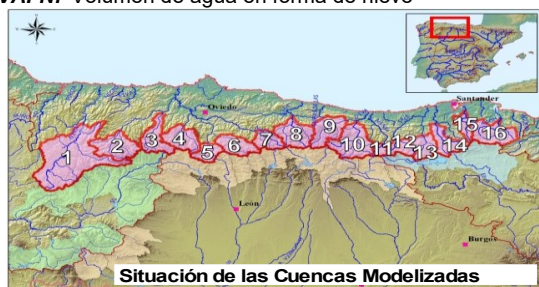 VAFN: Volumen de agua en forma de nieve
Oviedo
Santander
1 2 3 4 5 6 7 8 9 10 11 12 13 14 15 16
León
Burgos
Situación de las Cuencas Modelizadas